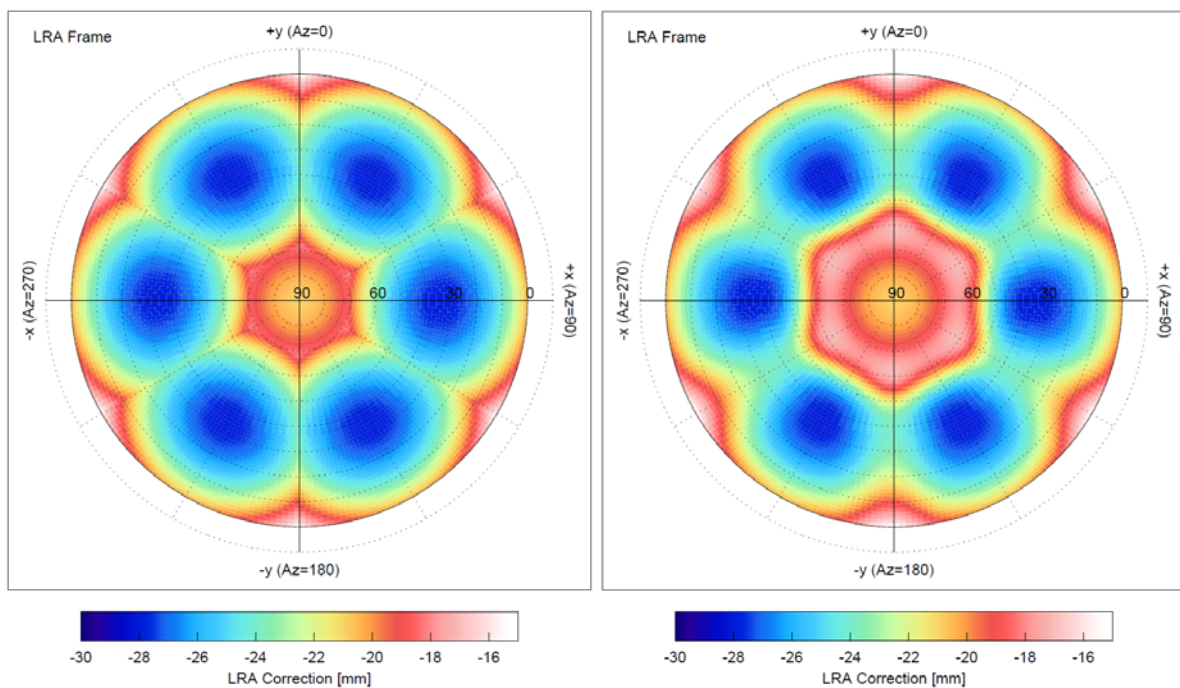 LRA Frame
+y (Az=0)
-x (Az=270)
90
60
30
0
+x (Az=90)
-y (Az=180)
-30
-28
-26
-24
-22
-20
-18
-16
LRA Correction [mm]
LRA Frame
+y (Az=0)
-x (Az=270)
90
60
30
0
+x (Az=90)
-y (Az=180)
-30
-28
-26
-24
-22
-20
-18
-16
LRA Correction [mm]